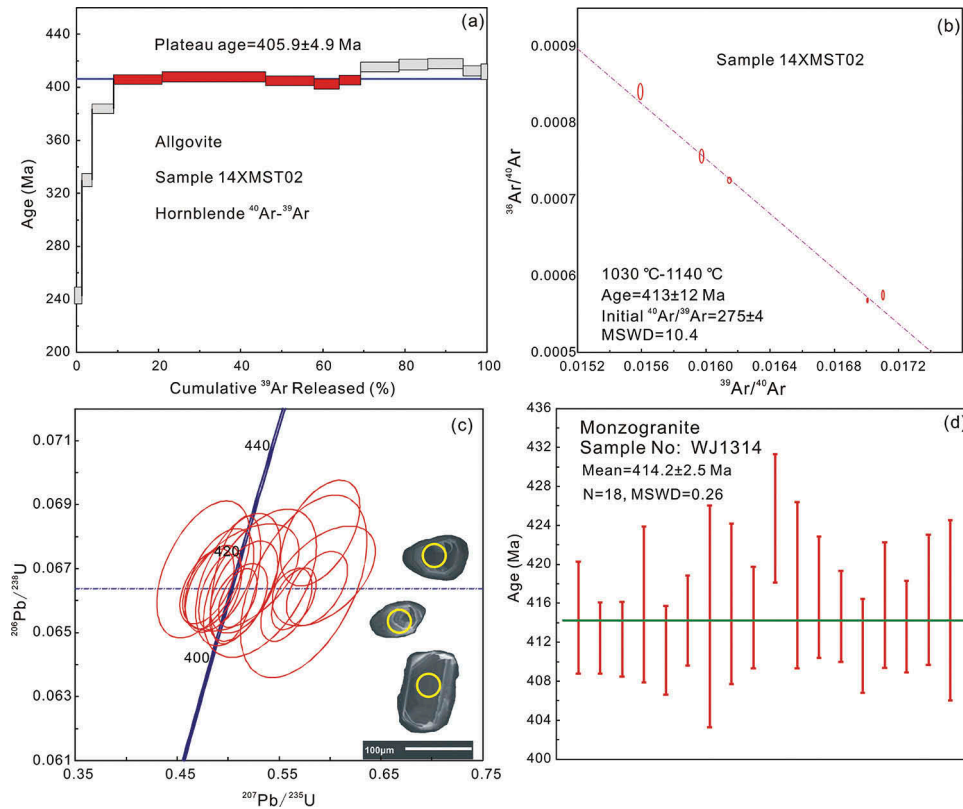 (a)
Plateau age=405.9±4.9 Ma
Allgovite
Sample 14XMST02
Hornblende ⁴⁰Ar-³⁹Ar
Age (Ma)
440
400
360
320
280
240
200
0
20
40
60
80
100
Cumulative ³⁹Ar Released (%)
(b)
Sample 14XMST02
³⁶Ar/⁴⁰Ar
0.0009
0.0008
0.0007
0.0006
0.0005
1030 ℃-1140 ℃
Age=413±12 Ma
Initial ⁴⁰Ar/³⁹Ar=275±4
MSWD=10.4
0.0152
0.0156
0.0160
0.0164
0.0168
0.0172
³⁹Ar/⁴⁰Ar
(c)
²⁰⁶Pb/²³⁸U
0.071
0.069
0.067
0.065
0.063
0.061
440
420
400
100μm
0.35
0.45
0.55
0.65
0.75
²⁰⁷Pb/²³⁵U
(d)
Monzogranite
Sample No: WJ1314
Mean=414.2±2.5 Ma
N=18, MSWD=0.26
Age (Ma)
436
432
428
424
420
416
412
408
404
400